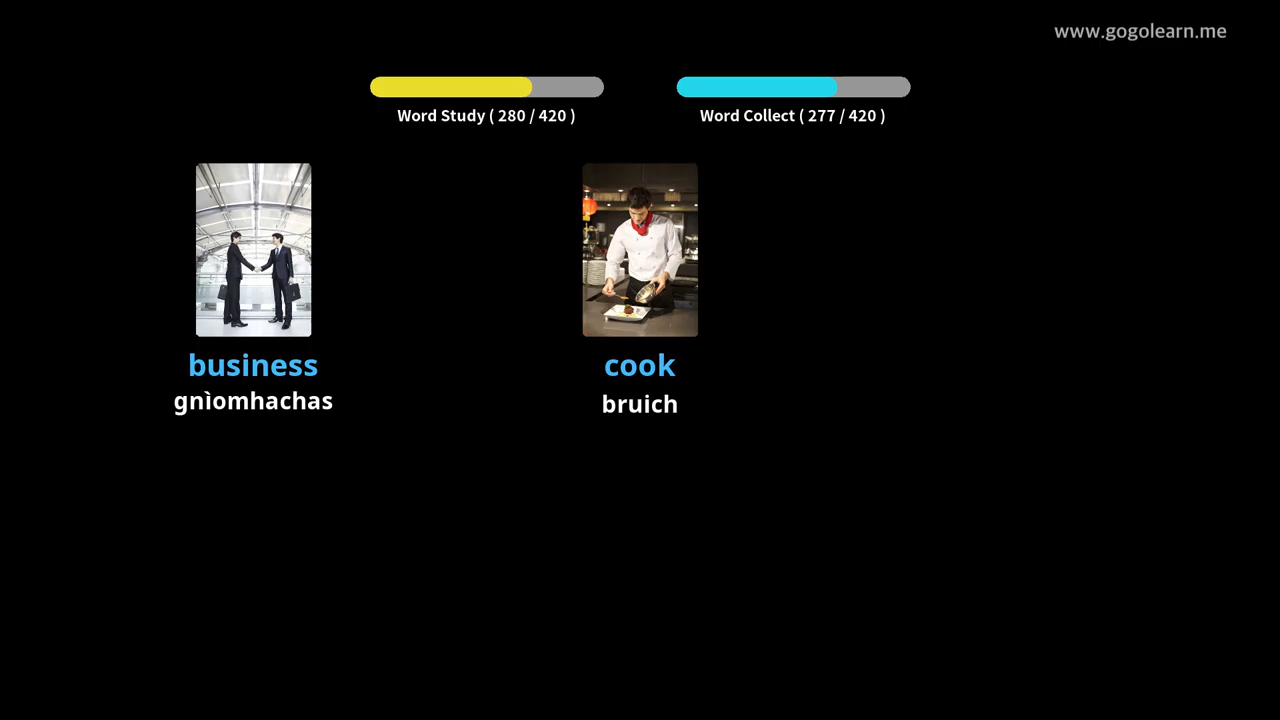 www.gogolearn.me
Word Study ( 280 / 420 )
Word Collect ( 277 / 420 )
business
gnìomhachas
cook
bruich